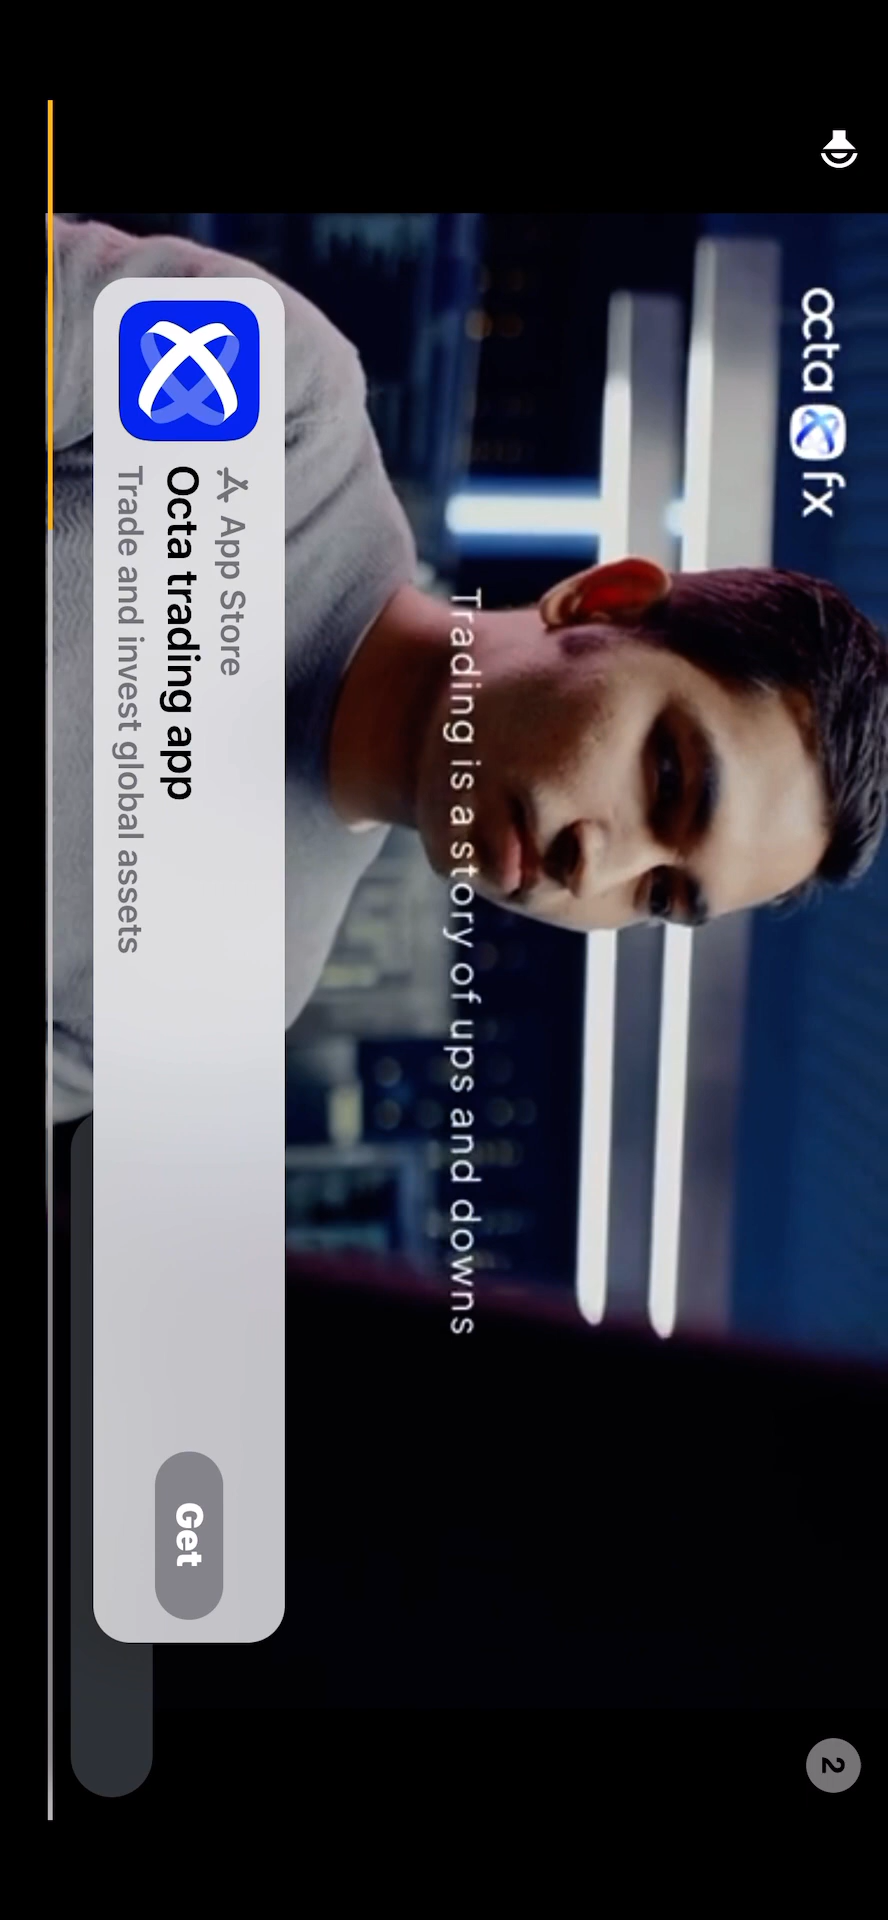 octa fx
2
Trading is a story of ups and downs
App Store
Octa trading app
Trade and invest global assets
Get